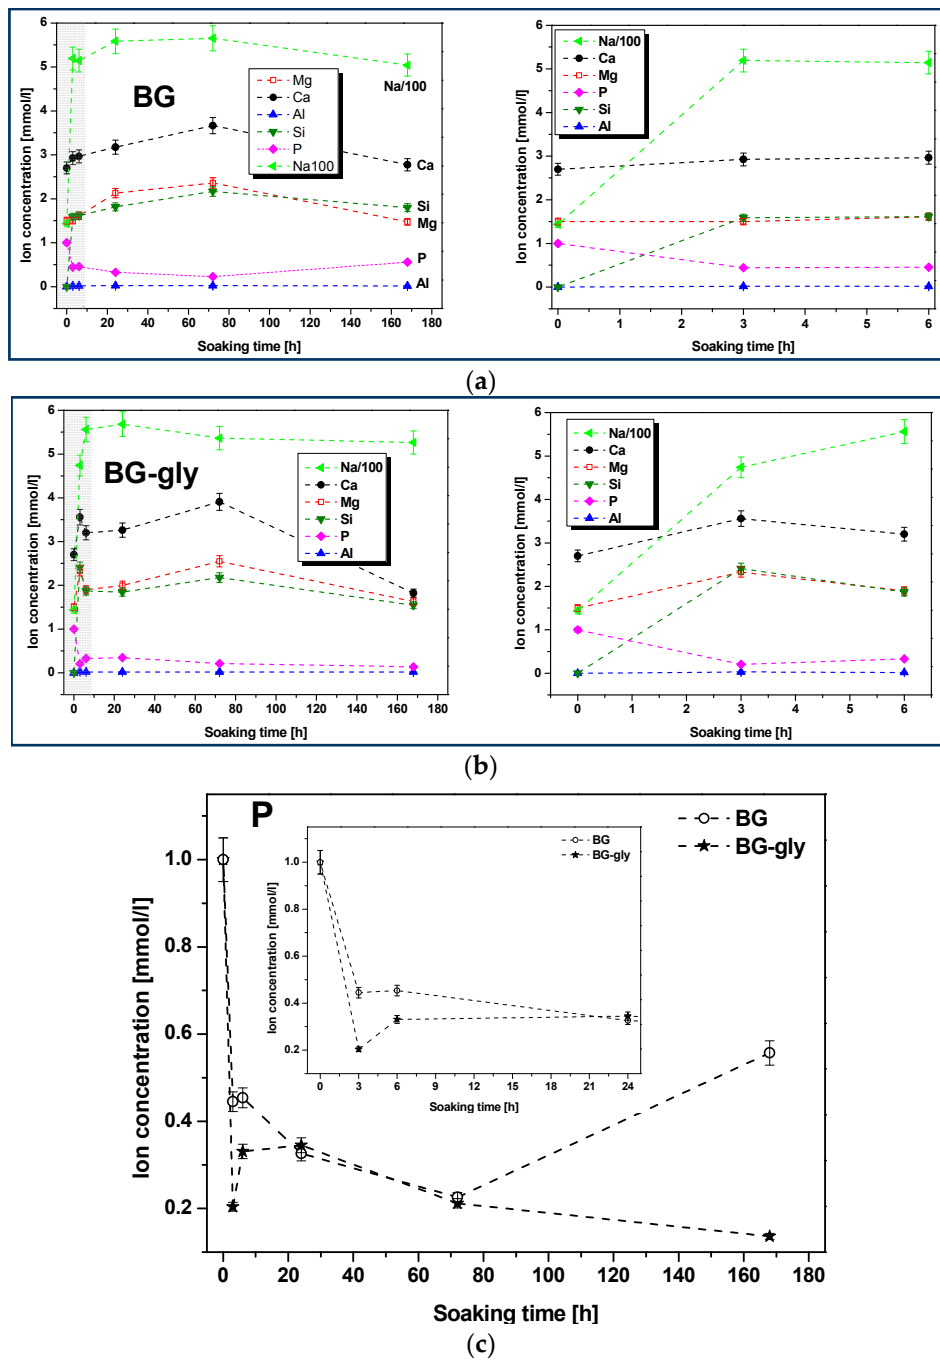 BG
Mg
Ca
Al
Si
P
Na100
Na/100
Ca
Si
Mg
P
Al
6
5
4
3
2
1
0
0 20 40 60 80 100 120 140 160 180
Ion concentration [mmol/l]
Soaking time [h]
Na/100
Ca
Mg
P
Si
Al
6
5
4
3
2
1
0
0 1 2 3 4 5 6
Ion concentration [mmol/l]
Soaking time [h]
(a)
BG-gly
Na/100
Ca
Mg
Si
P
Al
6
5
4
3
2
1
0
0 20 40 60 80 100 120 140 160 180
Ion concentration [mmol/l]
Soaking time [h]
Na/100
Ca
Mg
Si
P
Al
6
5
4
3
2
1
0
0 1 2 3 4 5 6
Ion concentration [mmol/l]
Soaking time [h]
(b)
P
BG
BG-gly
1.0
0.8
0.6
0.4
0.2
0 20 40 60 80 100 120 140 160 180
Ion concentration [mmol/l]
Soaking time [h]
BG
BG-gly
1.0
0.8
0.6
0.4
0.2
0 3 6 9 12 15 18 21 24
Ion concentration [mmol/l]
Soaking time [h]
(c)